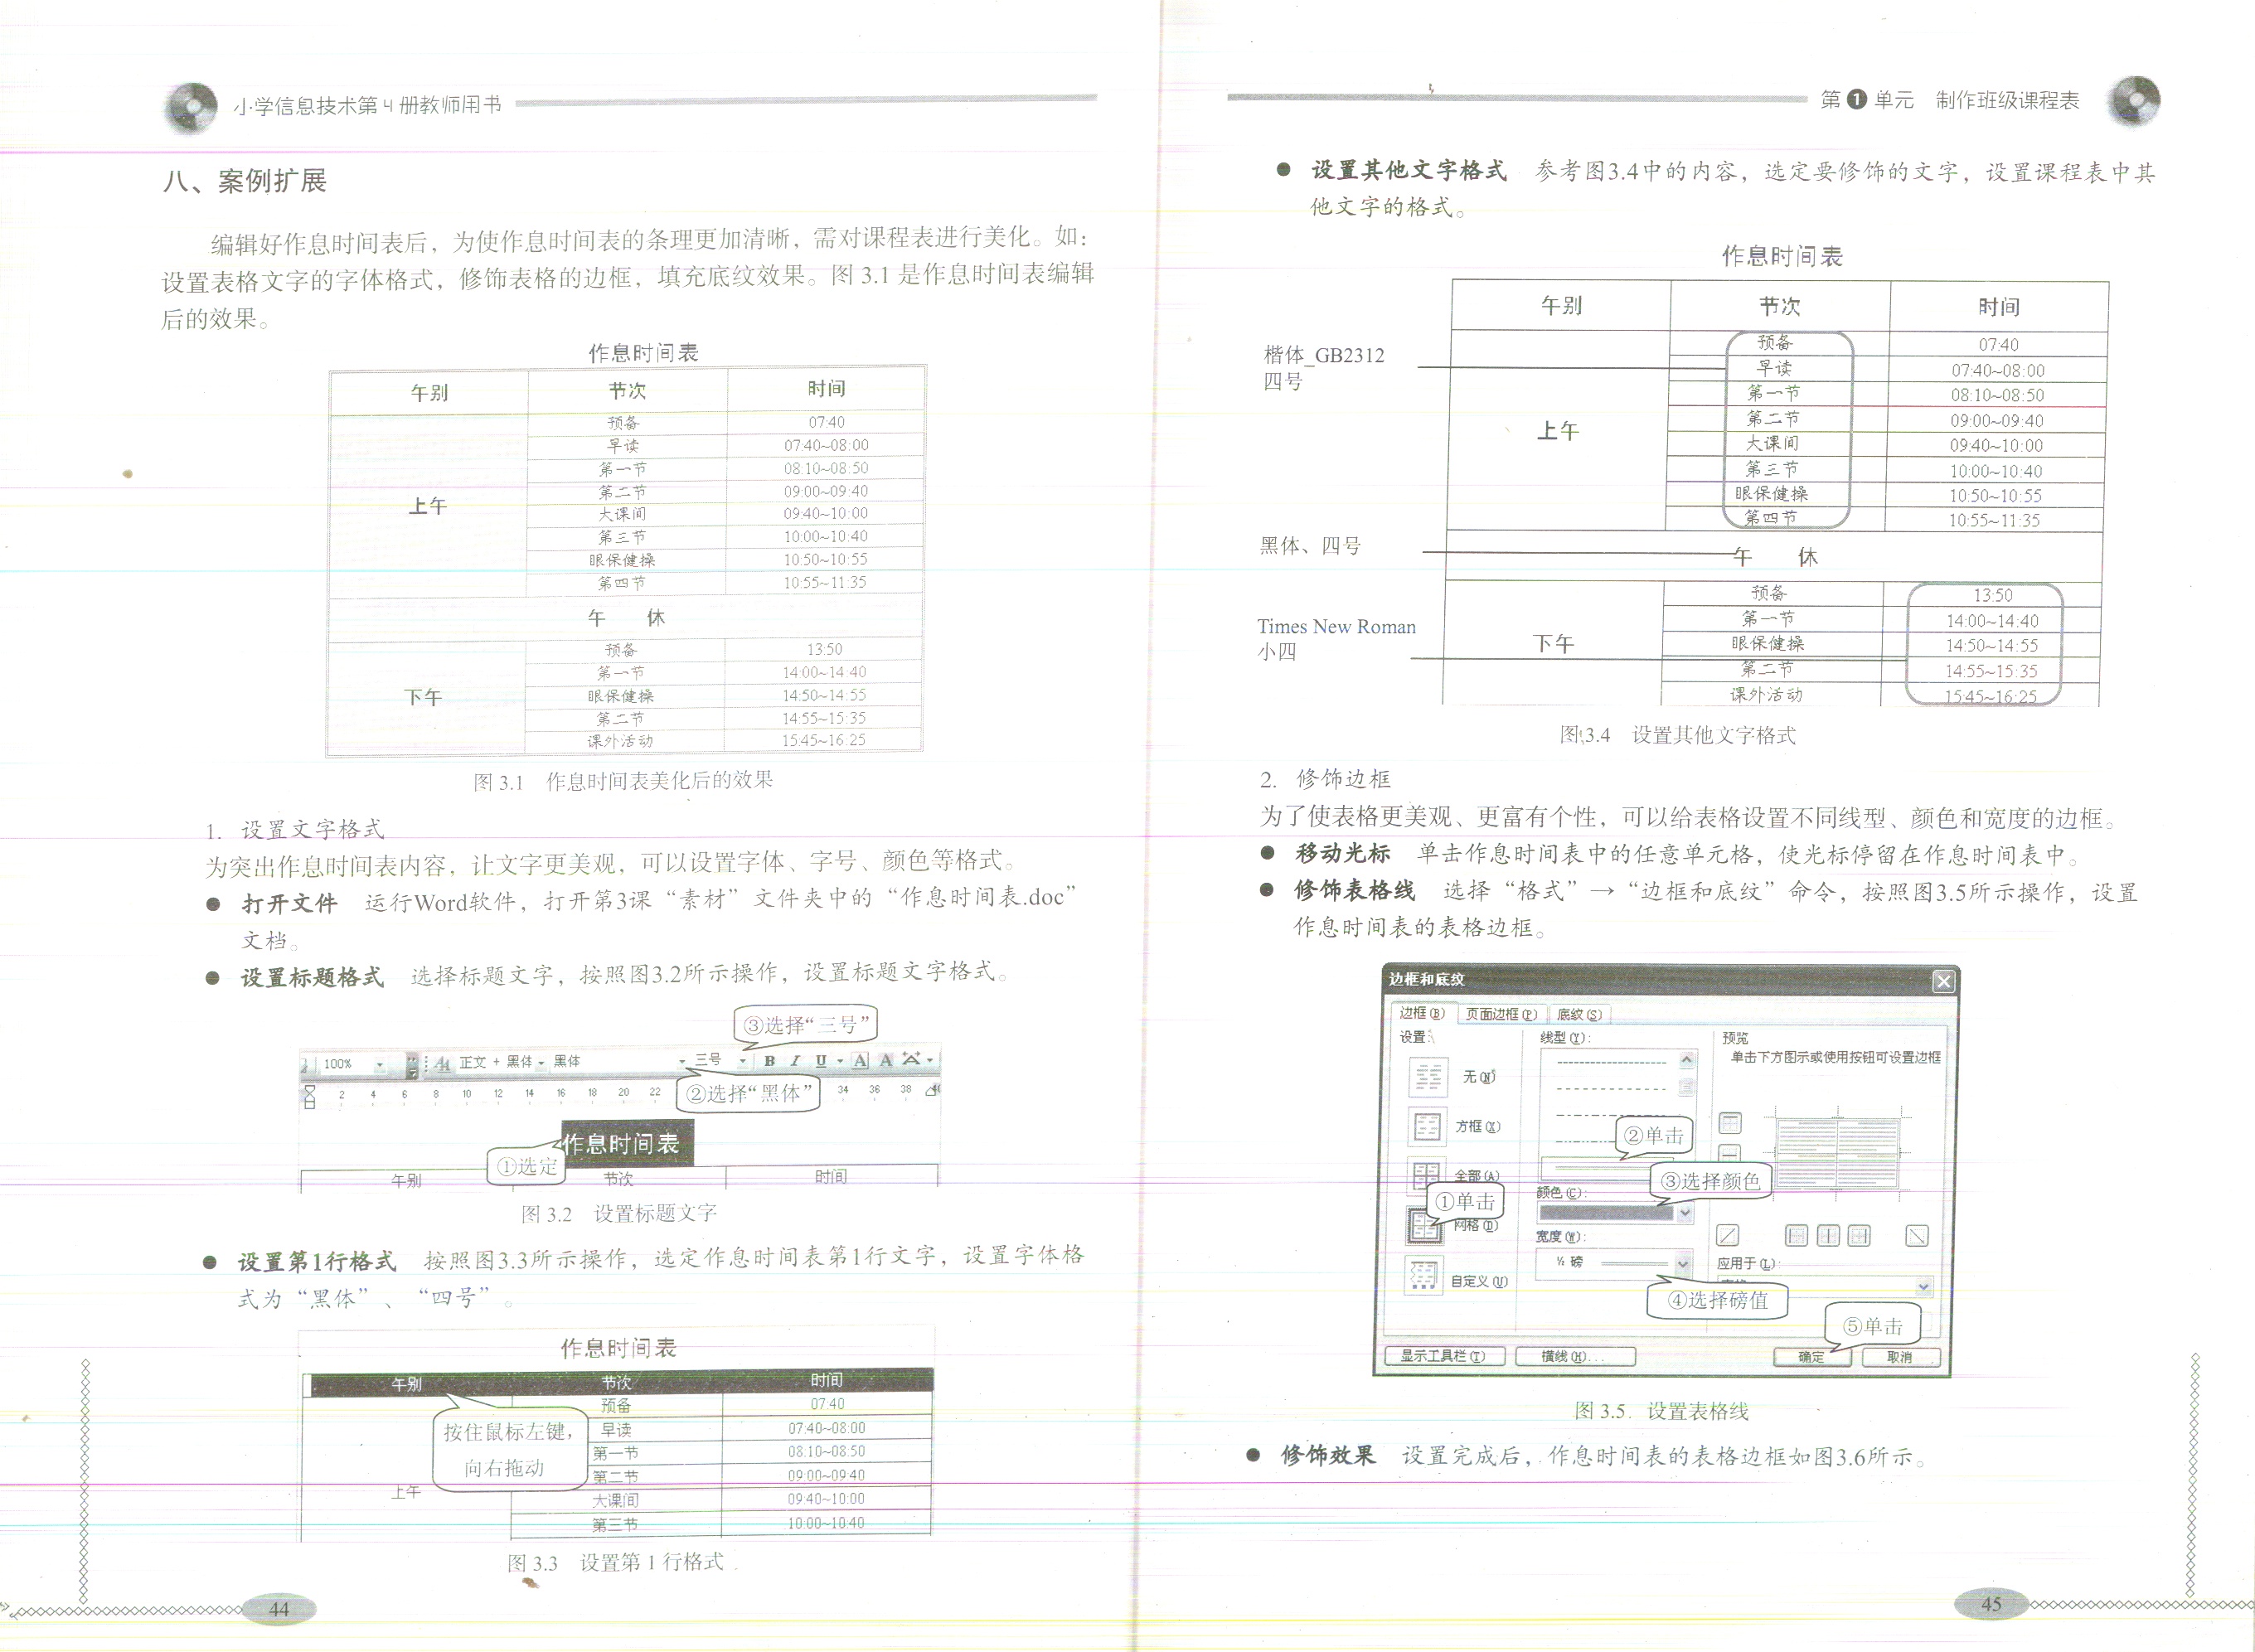 小学信息技术第4册教师用书
八、案例扩展
编辑好作息时间表后，为使作息时间表的条理更加清晰，需对课程表进行美化。如：
设置表格文字的字体格式，修饰表格的边框，填充底纹效果。图 3.1 是作息时间表编辑
后的效果。
作息时间表
午别 节次 时间
上午
预备 07:40
早读 07:40~08:00
第一节 08:10~08:50
第二节 09:00~09:40
大课间 09:40~10:00
第三节 10:00~10:40
眼保健操 10:50~10:55
第四节 10:55~11:35
午 休
下午
预备 13:50
第一节 14:00~14:40
眼保健操 14:50~14:55
第二节 14:55~15:35
课外活动 15:45~16:25
图 3.1 作息时间表美化后的效果
1. 设置文字格式
为突出作息时间表内容，让文字更美观，可以设置字体、字号、颜色等格式。
● 打开文件 运行Word软件，打开第3课“素材”文件夹中的“作息时间表.doc”
文档。
● 设置标题格式 选择标题文字，按照图3.2所示操作，设置标题文字格式。
③选择“三号”
100% 正文 + 黑体 黑体 三号 B I U A A
②选择“黑体”
2 4 6 8 10 12 14 16 18 20 22 34 36 38
作息时间表
①选定
午别 节次 时间
图 3.2 设置标题文字
● 设置第1行格式 按照图3.3所示操作，选定作息时间表第1行文字，设置字体格
式为“黑体”、“四号”。
作息时间表
午别 节次 时间
按住鼠标左键，
向右拖动
上午
预备 07:40
早读 07:40~08:00
第一节 08:10~08:50
第二节 09:00~09:40
大课间 09:40~10:00
第三节 10:00~10:40
图 3.3 设置第 1 行格式
44
第1单元 制作班级课程表
● 设置其他文字格式 参考图3.4中的内容，选定要修饰的文字，设置课程表中其
他文字的格式。
作息时间表
午别 节次 时间
楷体_GB2312
四号
上午
预备 07:40
早读 07:40~08:00
第一节 08:10~08:50
第二节 09:00~09:40
大课间 09:40~10:00
第三节 10:00~10:40
眼保健操 10:50~10:55
第四节 10:55~11:35
黑体、四号
午 休
Times New Roman
小四
下午
预备 13:50
第一节 14:00~14:40
眼保健操 14:50~14:55
第二节 14:55~15:35
课外活动 15:45~16:25
图3.4 设置其他文字格式
2. 修饰边框
为了使表格更美观、更富有个性，可以给表格设置不同线型、颜色和宽度的边框。
● 移动光标 单击作息时间表中的任意单元格，使光标停留在作息时间表中。
● 修饰表格线 选择“格式”→“边框和底纹”命令，按照图3.5所示操作，设置
作息时间表的表格边框。
边框和底纹
边框(B) 页面边框(P) 底纹(S)
设置: 线型(Y): 预览
单击下方图示或使用按钮可设置边框
无(N)
方框(X)
②单击
全部(A)
①单击
颜色(C):
③选择颜色
网格(D)
宽度(W):
½ 磅
应用于(L):
自定义(U)
④选择磅值
⑤单击
显示工具栏(T) 横线(H)... 确定 取消
图 3.5 设置表格线
● 修饰效果 设置完成后，作息时间表的表格边框如图3.6所示。
45